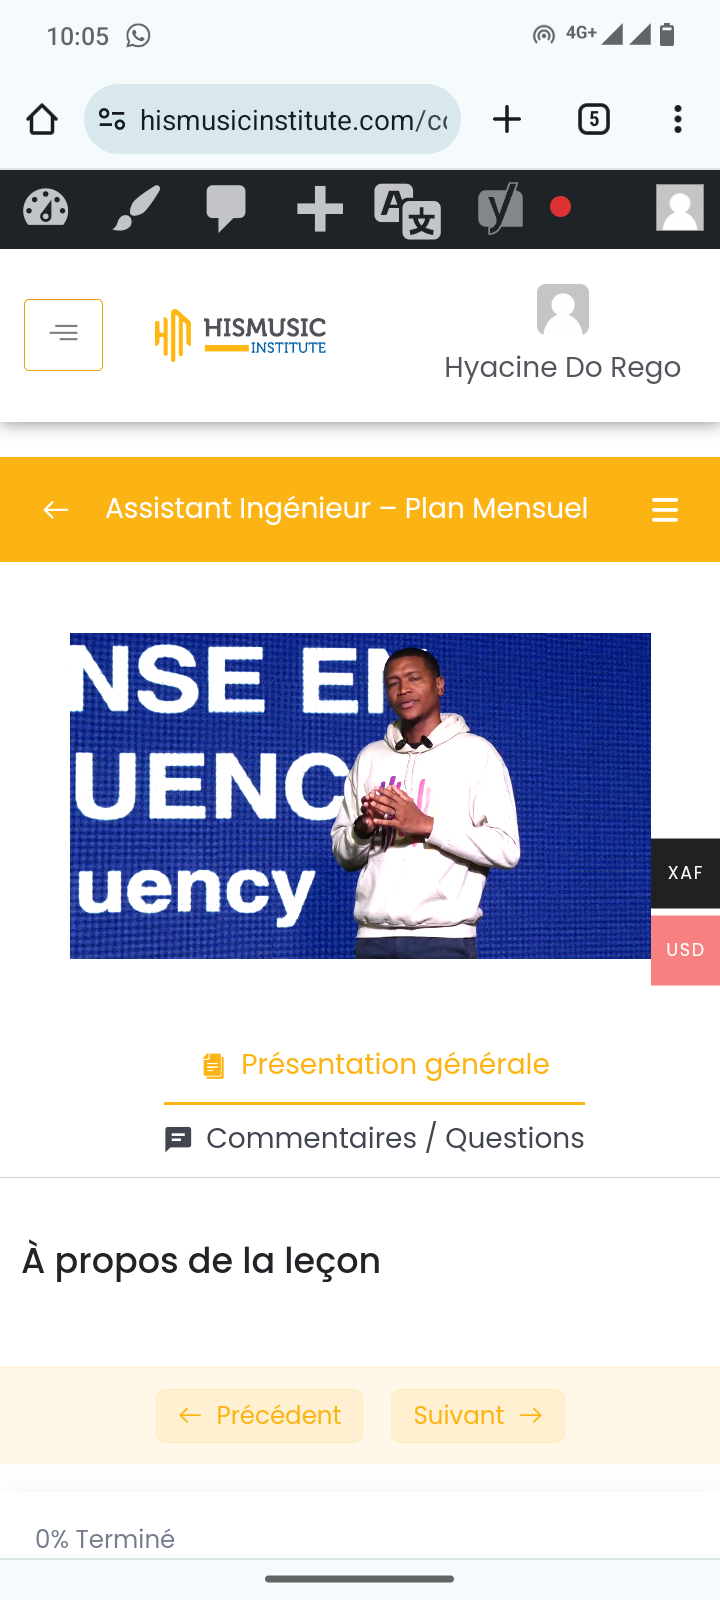 10:05
4G+
hismusicinstitute.com/co
5
HISMUSIC
INSTITUTE
Hyacine Do Rego
Assistant Ingénieur – Plan Mensuel
NSE EN
UENC
uency
XAF
USD
Présentation générale
Commentaires / Questions
À propos de la leçon
← Précédent
Suivant →
0% Terminé